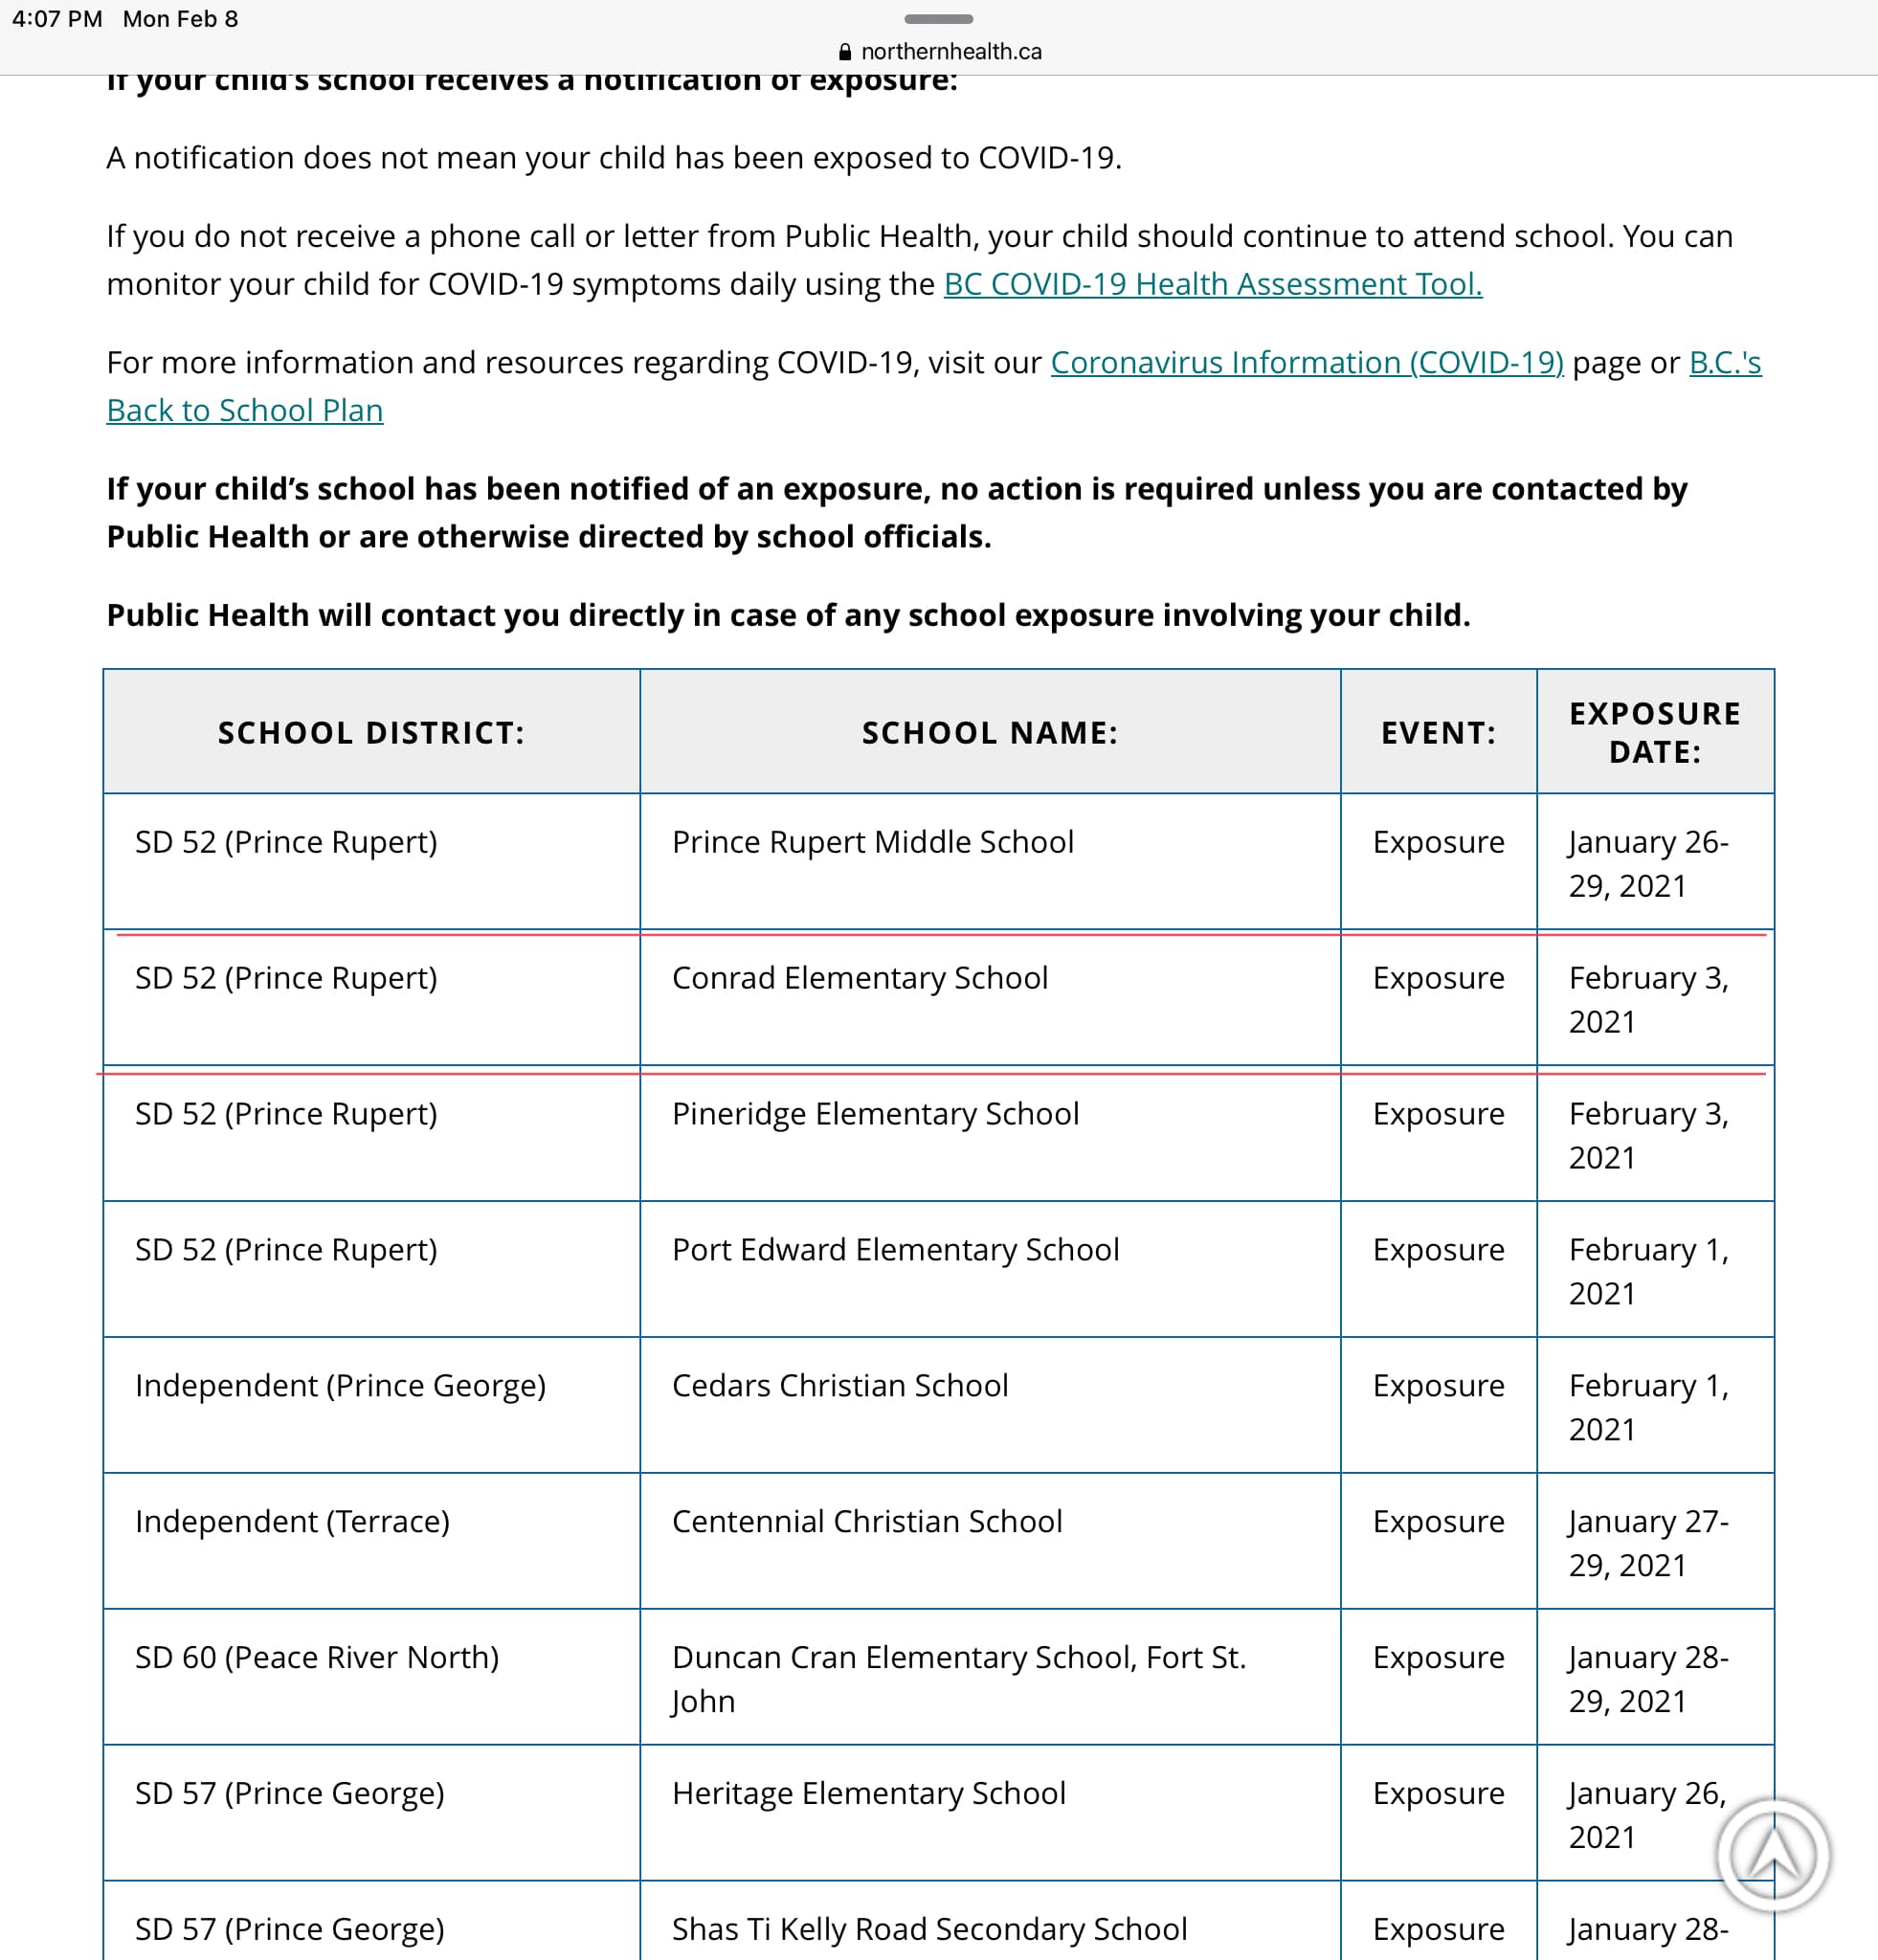 4:07 PM Mon Feb 8
northernhealth.ca
If your child's school receives a notification of exposure:
A notification does not mean your child has been exposed to COVID-19.
If you do not receive a phone call or letter from Public Health, your child should continue to attend school. You can
monitor your child for COVID-19 symptoms daily using the BC COVID-19 Health Assessment Tool.
For more information and resources regarding COVID-19, visit our Coronavirus Information (COVID-19) page or B.C.'s
Back to School Plan
If your child’s school has been notified of an exposure, no action is required unless you are contacted by
Public Health or are otherwise directed by school officials.
Public Health will contact you directly in case of any school exposure involving your child.
SCHOOL DISTRICT: SCHOOL NAME: EVENT: EXPOSURE
DATE:
SD 52 (Prince Rupert) Prince Rupert Middle School Exposure January 26-
29, 2021
SD 52 (Prince Rupert) Conrad Elementary School Exposure February 3,
2021
SD 52 (Prince Rupert) Pineridge Elementary School Exposure February 3,
2021
SD 52 (Prince Rupert) Port Edward Elementary School Exposure February 1,
2021
Independent (Prince George) Cedars Christian School Exposure February 1,
2021
Independent (Terrace) Centennial Christian School Exposure January 27-
29, 2021
SD 60 (Peace River North) Duncan Cran Elementary School, Fort St. Exposure January 28-
John 29, 2021
SD 57 (Prince George) Heritage Elementary School Exposure January 26,
2021
SD 57 (Prince George) Shas Ti Kelly Road Secondary School Exposure January 28-